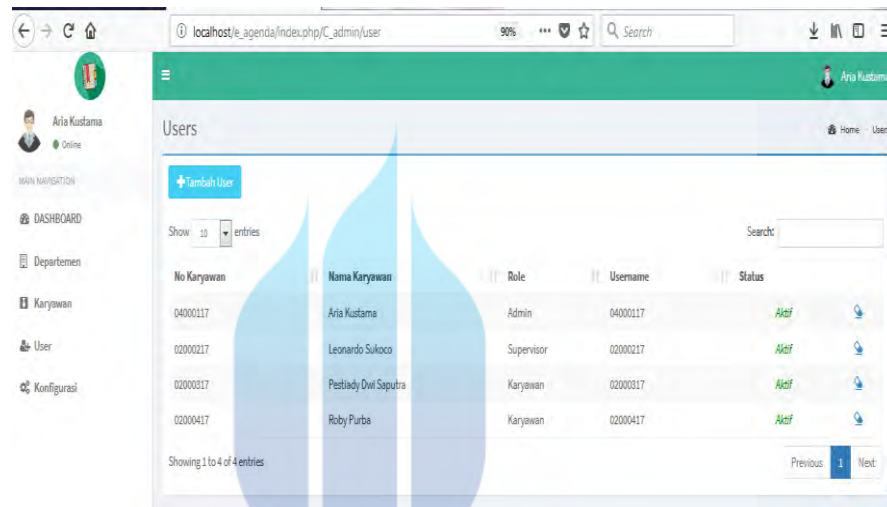 localhost/e_agenda/index.php/C_admin/user 90% Search
Aria Kustama
Aria Kustama
Online
Users
Home User
MAIN NAVIGATION
Tambah User
DASHBOARD
Show 10 entries Search:
Departemen
No Karyawan Nama Karyawan Role Username Status
Karyawan
04000117 Aria Kustama Admin 04000117 Aktif
User
02000217 Leonardo Sukoco Supervisor 02000217 Aktif
Konfigurasi
02000317 Pestiady Dwi Saputra Karyawan 02000317 Aktif
02000417 Roby Purba Karyawan 02000417 Aktif
Showing 1 to 4 of 4 entries
Previous 1 Next